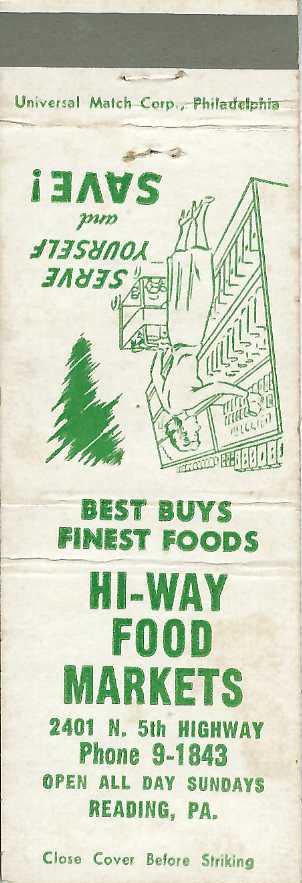 Universal Match Corp., Philadelphia
SERVE
YOURSELF
and
SAVE!
BEST BUYS
FINEST FOODS
HI-WAY
FOOD
MARKETS
2401 N. 5th HIGHWAY
Phone 9-1843
OPEN ALL DAY SUNDAYS
READING, PA.
Close Cover Before Striking